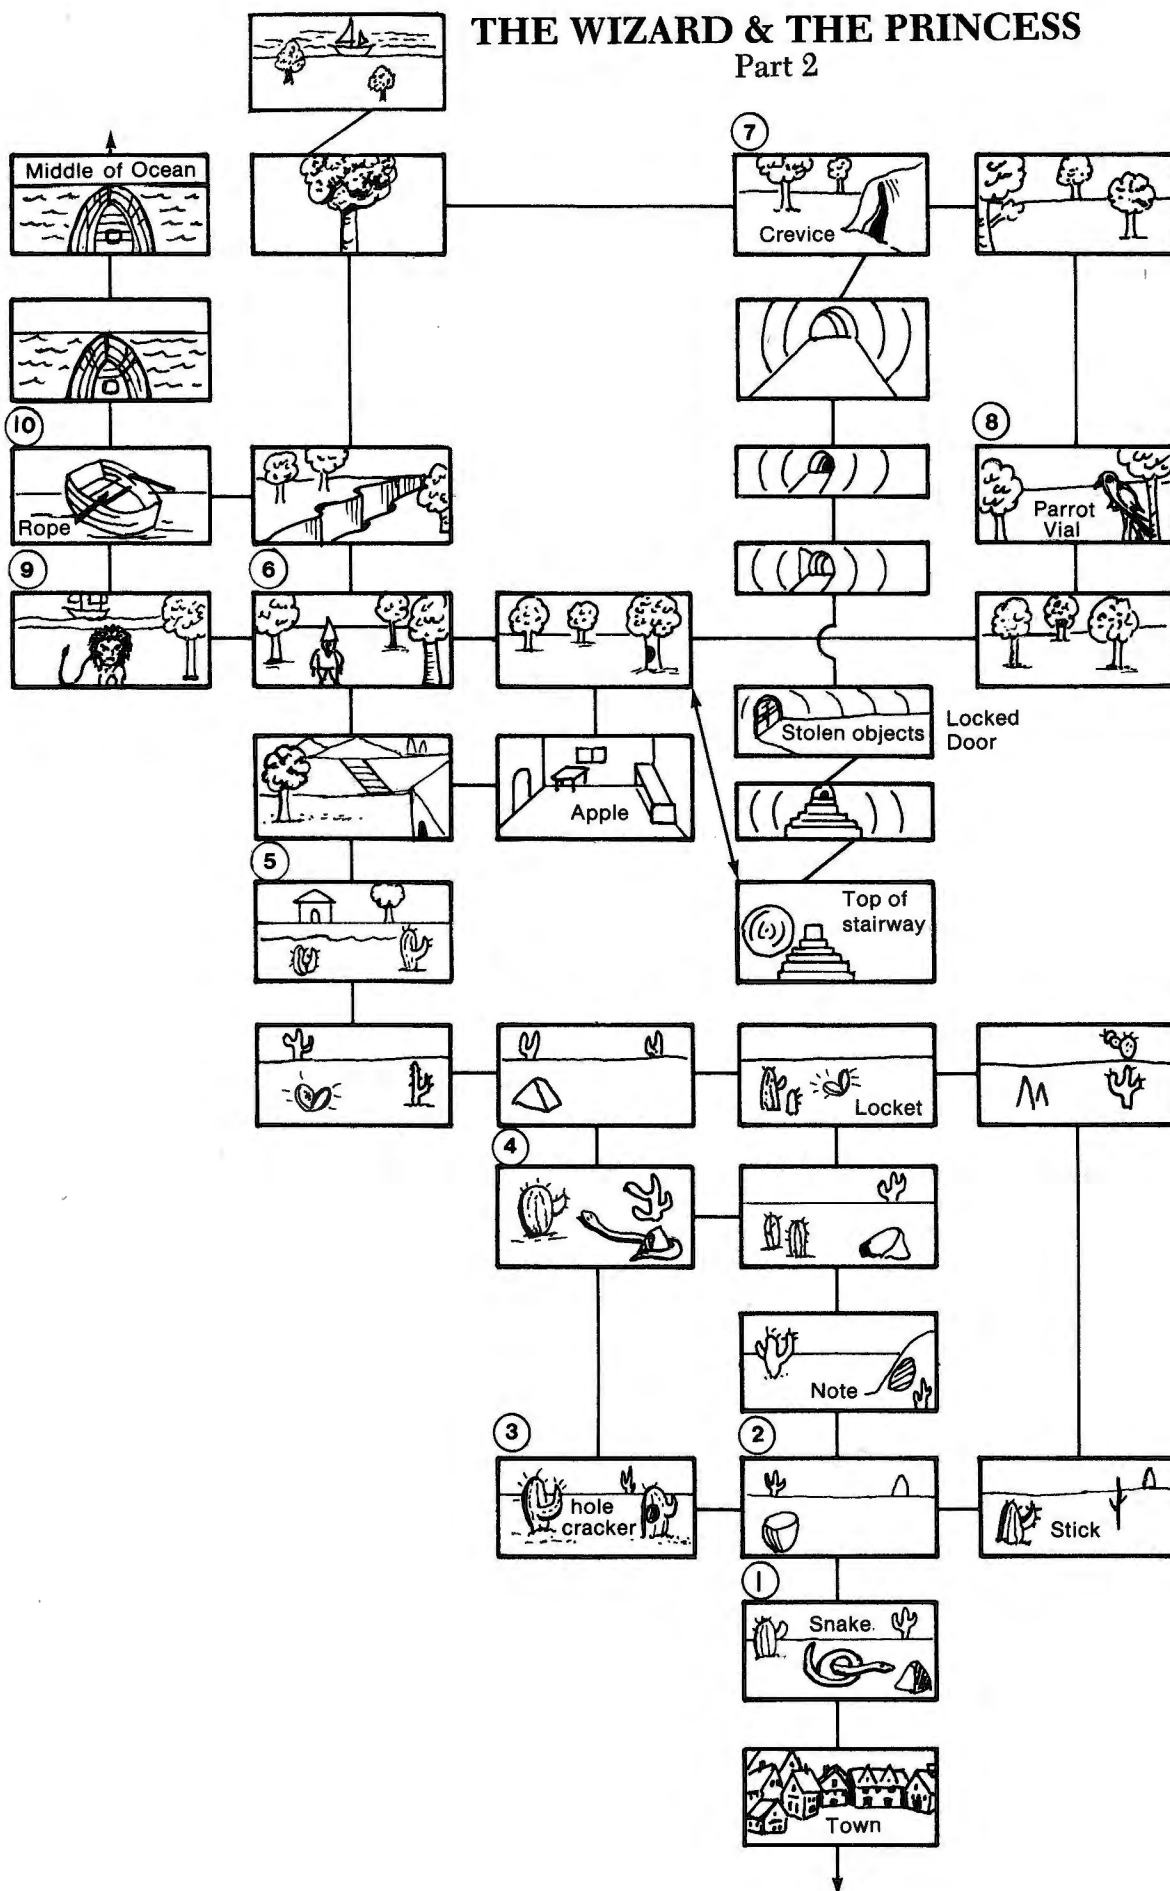 THE WIZARD & THE PRINCESS
Part 2
7
Middle of Ocean
Crevice
10
8
Rope
Parrot
Vial
9
6
Stolen objects
Locked
Door
Apple
5
Top of
stairway
Locket
4
Note
3
2
hole
cracker
Stick
1
Snake.
Town